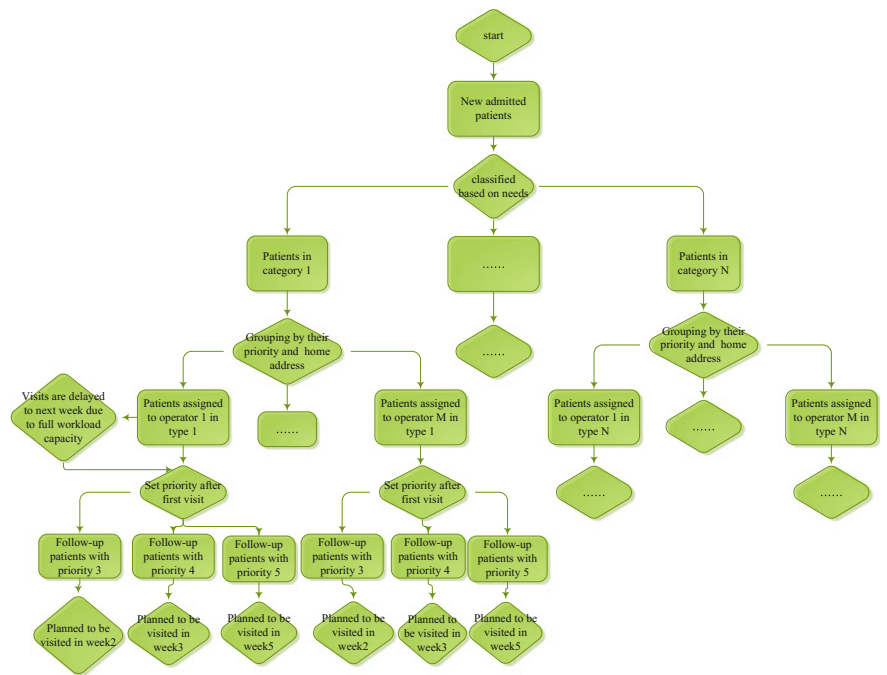 start
New admitted
patients
classified
based on needs
Patients in
category 1
......
Patients in
category N
Grouping by their
priority and home
address
......
Grouping by their
priority and home
address
Visits are delayed
to next week due
to full workload
capacity
Patients assigned
to operator 1 in
type 1
......
Patients assigned
to operator M in
type 1
Patients assigned
to operator 1 in
type N
......
Patients assigned
to operator M in
type N
Set priority after
first visit
Set priority after
first visit
......
......
Follow-up
patients with
priority 3
Follow-up
patients with
priority 4
Follow-up
patients with
priority 5
Follow-up
patients with
priority 3
Follow-up
patients with
priority 4
Follow-up
patients with
priority 5
Planned to be
visited in week2
Planned to be
visited in
week3
Planned to be
visited in
week5
Planned to be
visited in
week2
Planned to
be visited in
week3
Planned to be
visited in
week5